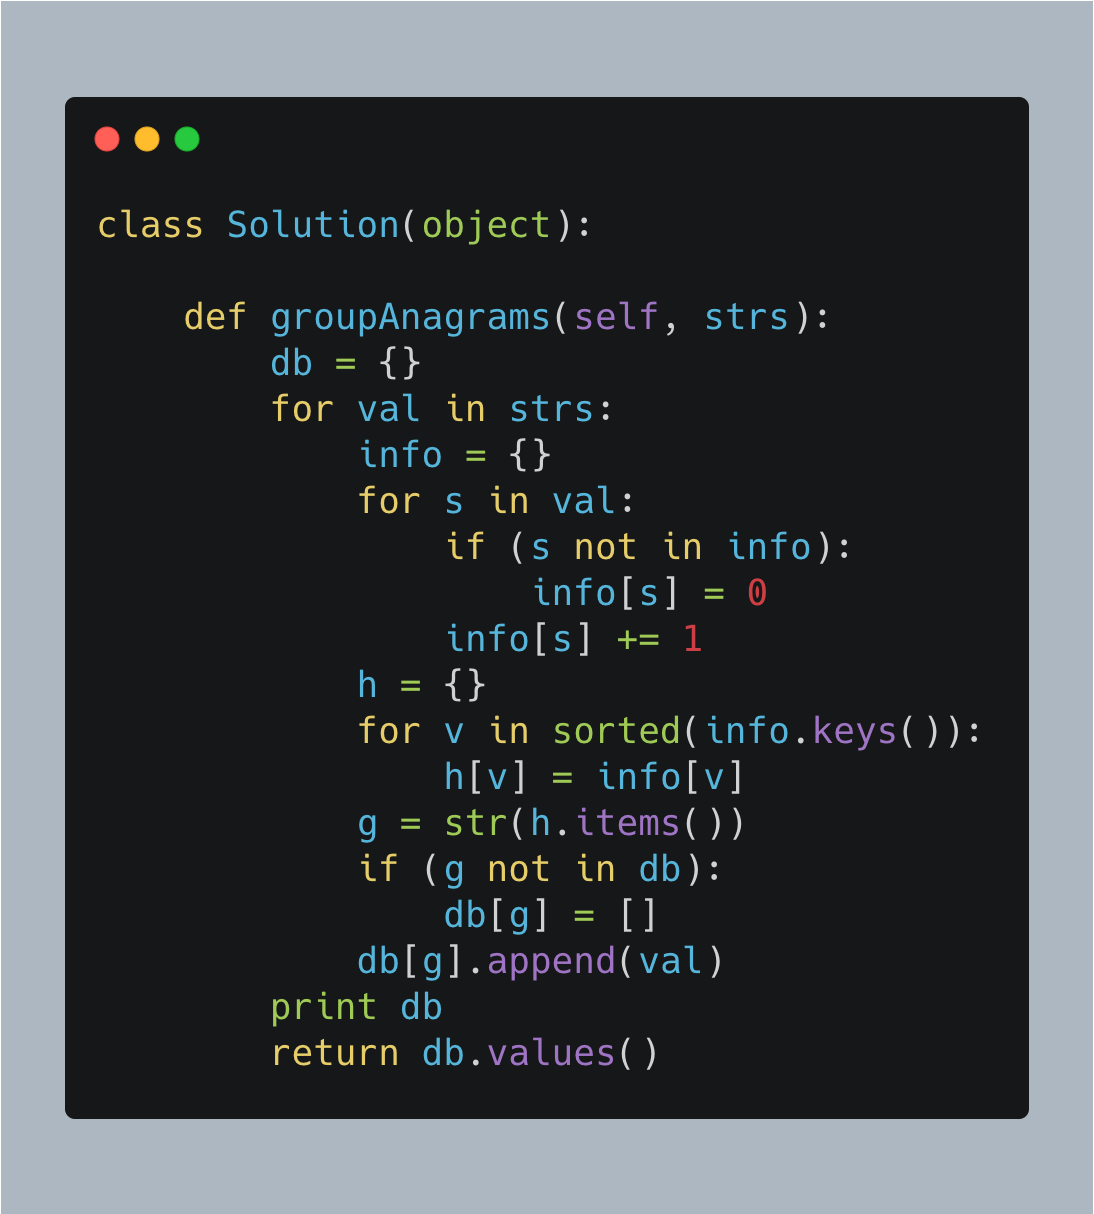 class Solution(object):

    def groupAnagrams(self, strs):
        db = {}
        for val in strs:
            info = {}
            for s in val:
                if (s not in info):
                    info[s] = 0
                info[s] += 1
            h = {}
            for v in sorted(info.keys()):
                h[v] = info[v]
            g = str(h.items())
            if (g not in db):
                db[g] = []
            db[g].append(val)
        print db
        return db.values()